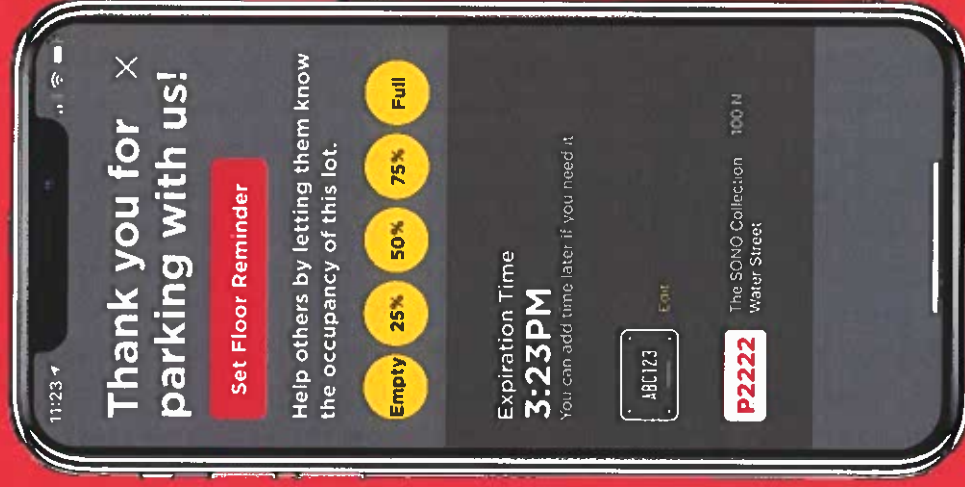 11:23
Thank you for
parking with us!
Set Floor Reminder
Help others by letting them know
the occupancy of this lot.
Empty 25% 50% 75% Full
Expiration Time
3:23PM
You can add time later if you need it
ABC123
Edit
P2222
The SONO Collection 100 N
Water Street